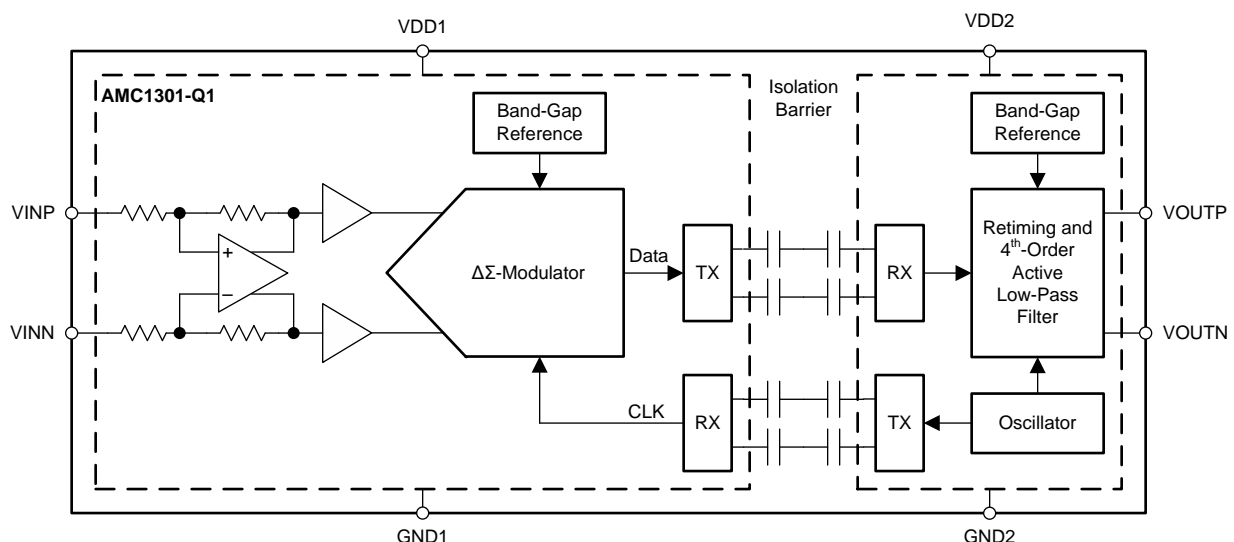 VDD1
VDD2
AMC1301-Q1
Isolation
Barrier
Band-Gap
Reference
Band-Gap
Reference
VINP
VINN
+
−
ΔΣ-Modulator
Data
TX
RX
Retiming and
4th-Order
Active
Low-Pass
Filter
VOUTP
VOUTN
CLK
RX
TX
Oscillator
GND1
GND2